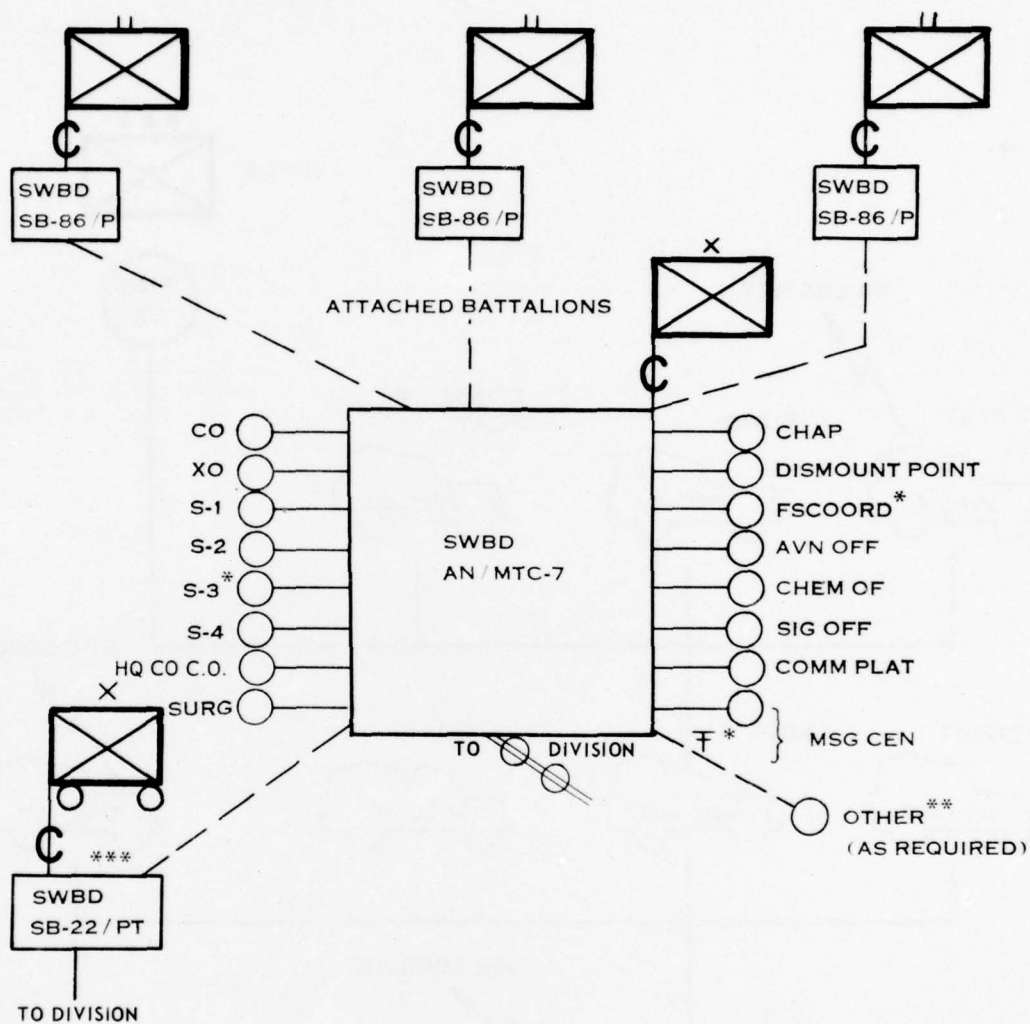 SWBD
SB-86/P
SWBD
SB-86/P
SWBD
SB-86/P
X
ATTACHED BATTALIONS
CO
XO
S-1
S-2
S-3*
S-4
HQ CO C.O.
SURG
SWBD
AN/MTC-7
CHAP
DISMOUNT POINT
FSCOORD*
AVN OFF
CHEM OF
SIG OFF
COMM PLAT
*
MSG CEN
TO DIVISION
OTHER**
(AS REQUIRED)
X
***
SWBD
SB-22/PT
TO DIVISION